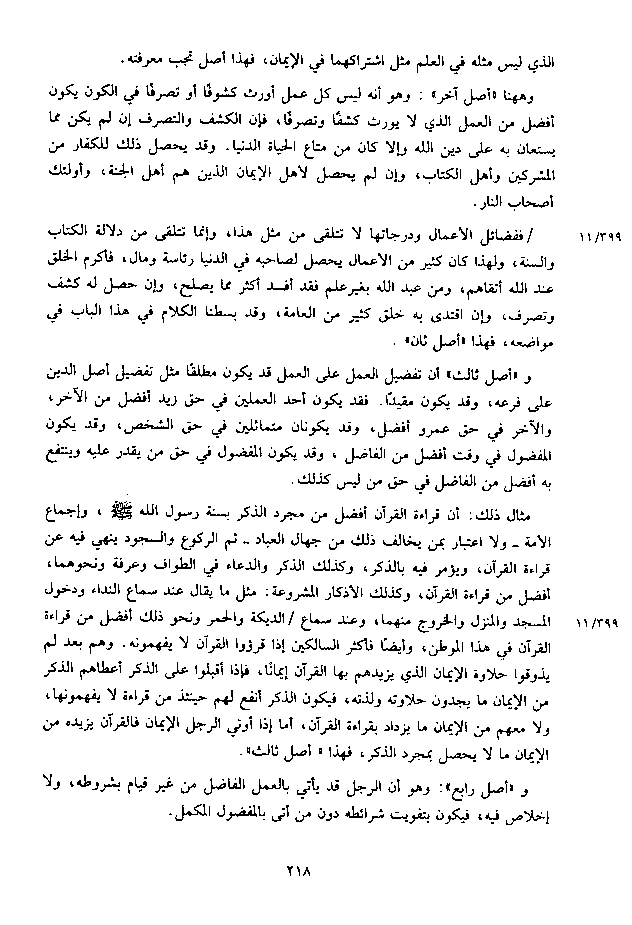 الذي ليس مثله في العلم مثل اشتراكهما في الإيمان، فهذا أصل تجب معرفته.
وههنا «أصل آخر» : وهو أنه ليس كل عمل أورث كشوفًا أو تصرفًا في الكون يكون
أفضل من العمل الذي لا يورث كشفًا وتصرفًا، فإن الكشف والتصرف إن لم يكن مما
يستعان به على دين الله وإلا كان من متاع الحياة الدنيا. وقد يحصل ذلك للكفار من
المشركين وأهل الكتاب، وإن لم يحصل لأهل الإيمان الذين هم أهل الجنة، وأولئك
أصحاب النار.
١١/٣٩٩ / ففضائل الأعمال ودرجاتها لا تتلقى من مثل هذا، وإنما تتلقى من دلالة الكتاب
والسنة، ولهذا كان كثير من الأعمال يحصل لصاحبه في الدنيا رئاسة ومال، فأكرم الخلق
عند الله أتقاهم، ومن عبد الله بغير علم فقد أفسد أكثر مما يصلح، وإن حصل له كشف
وتصرف، وإن اقتدى به خلق كثير من العامة، وقد بسطنا الكلام في هذا الباب في
مواضعه، فهذا «أصل ثان» .
و «أصل ثالث» أن تفضيل العمل على العمل قد يكون مطلقًا مثل تفضيل أصل الدين
على فرعه، وقد يكون مقيدًا. فقد يكون أحد العملين في حق زيد أفضل من الآخر،
والآخر في حق عمرو أفضل، وقد يكونان متماثلين في حق الشخص، وقد يكون
المفضول في وقت أفضل من الفاضل ، وقد يكون المفضول في حق من يقدر عليه وينتفع
به أفضل من الفاضل في حق من ليس كذلك.
مثال ذلك: أن قراءة القرآن أفضل من مجرد الذكر بسنة رسول الله ﷺ ، وإجماع
الأمة ـ ولا اعتبار بمن يخالف ذلك من جهال العباد ـ ثم الركوع والسجود ينهي فيه عن
قراءة القرآن، ويؤمر فيه بالذكر، وكذلك الذكر والدعاء في الطواف وعرفة ونحوهما،
أفضل من قراءة القرآن، وكذلك الأذكار المشروعة: مثل ما يقال عند سماع النداء ودخول
١١/٣٩٩ المسجد والمنزل والخروج منهما، وعند سماع / الديكة والحمر ونحو ذلك أفضل من قراءة
القرآن في هذا الموطن، وأيضًا فأكثر السالكين إذا قرؤوا القرآن لا يفهمونه. وهم بعد لم
يذوقوا حلاوة الإيمان الذي يزيدهم بها القرآن إيمانًا، فإذا أقبلوا على الذكر أعطاهم الذكر
من الإيمان ما يجدون حلاوته ولذته، فيكون الذكر أنفع لهم حينئذ من قراءة لا يفهمونها،
ولا معهم من الإيمان ما يزداد بقراءة القرآن، أما إذا أوتي الرجل الإيمان فالقرآن يزيده من
الإيمان ما لا يحصل بمجرد الذكر، فهذا « أصل ثالث» .
و «أصل رابع»: وهو أن الرجل قد يأتي بالعمل الفاضل من غير قيام بشروطه، ولا
إخلاص فيه، فيكون بتفويت شرائطه دون من أتى بالمفضول المكمل.
٢١٨